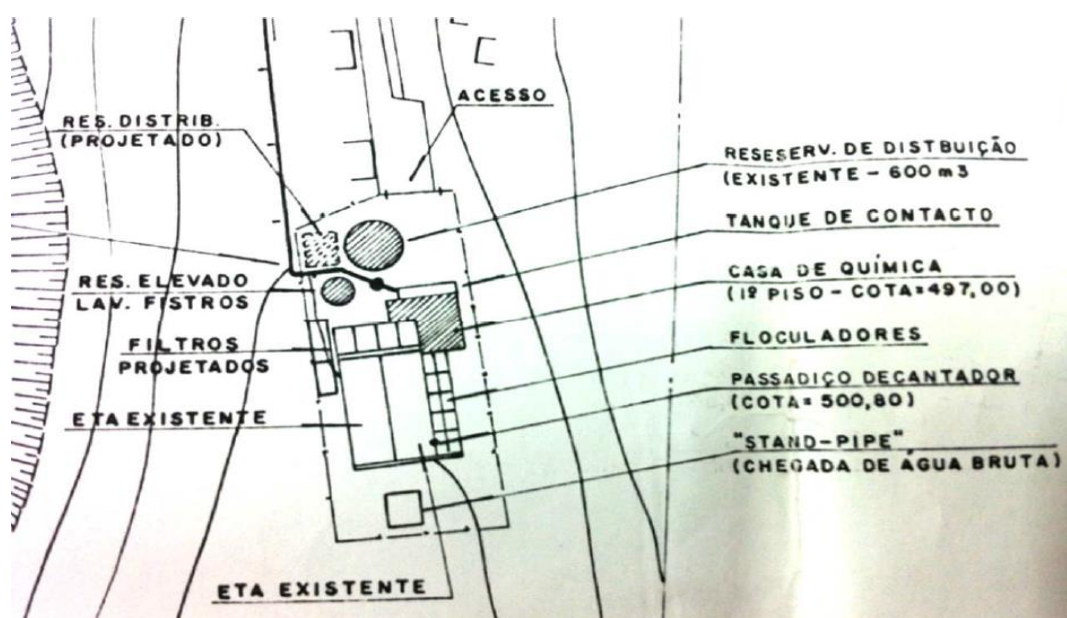 ACESSO
RES. DISTRIB.
(PROJETADO)
RESESERV. DE DISTBUIÇÃO
(EXISTENTE - 600 m3
TANQUE DE CONTACTO
RES. ELEVADO
LAV. FISTROS
CASA DE QUÍMICA
(1º PISO - COTA=497,00)
FILTROS
PROJETADOS
FLOCULADORES
PASSADIÇO DECANTADOR
(COTA= 500,80)
ETA EXISTENTE
"STAND-PIPE"
(CHEGADA DE ÁGUA BRUTA)
ETA EXISTENTE